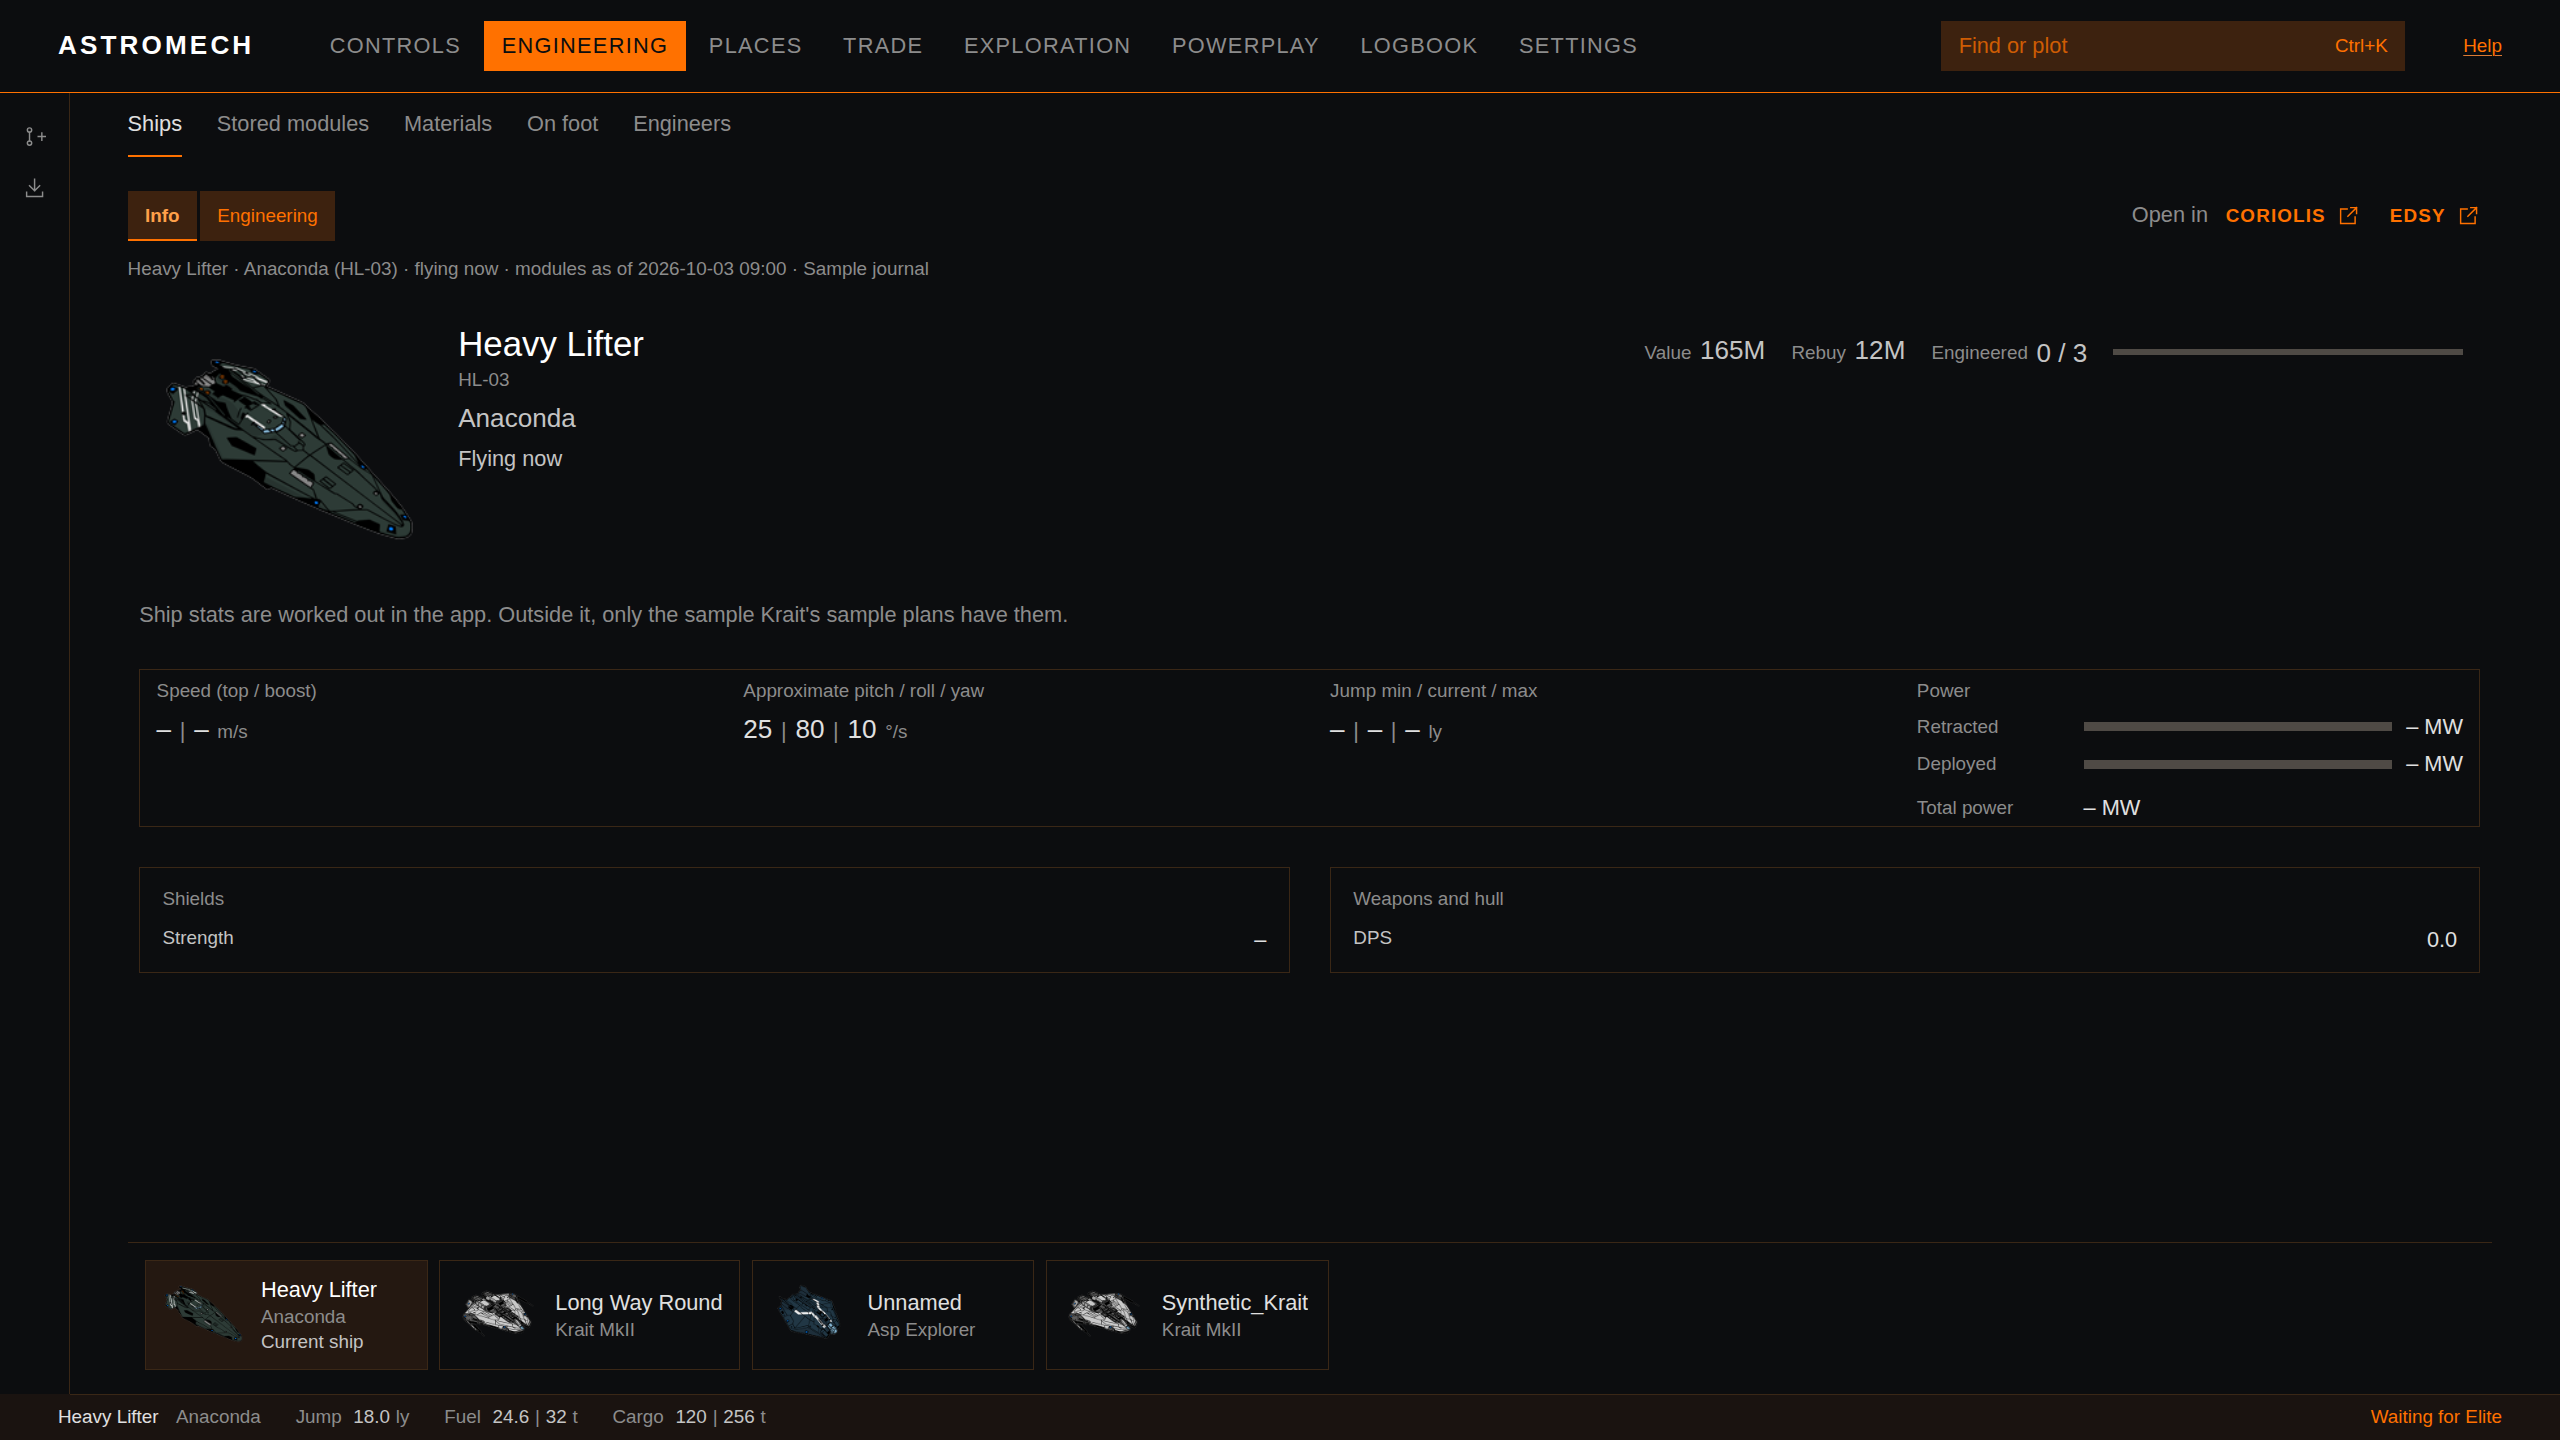 ASTROMECH CONTROLS ENGINEERING PLACES TRADE EXPLORATION POWERPLAY LOGBOOK SETTINGS Find or plot Ctrl+K Help
Ships Stored modules Materials On foot Engineers
Info Engineering Open in CORIOLIS EDSY
Heavy Lifter · Anaconda (HL-03) · flying now · modules as of 2026-10-03 09:00 · Sample journal
Heavy Lifter
HL-03
Anaconda
Flying now
Value 165M Rebuy 12M Engineered 0 / 3
Ship stats are worked out in the app. Outside it, only the sample Krait's sample plans have them.
Speed (top / boost)
– | – m/s
Approximate pitch / roll / yaw
25 | 80 | 10 °/s
Jump min / current / max
– | – | – ly
Power
Retracted – MW
Deployed – MW
Total power – MW
Shields
Strength –
Weapons and hull
DPS 0.0
Heavy Lifter
Anaconda
Current ship
Long Way Round
Krait MkII
Unnamed
Asp Explorer
Synthetic_Krait
Krait MkII
Heavy Lifter Anaconda Jump 18.0 ly Fuel 24.6 | 32 t Cargo 120 | 256 t Waiting for Elite